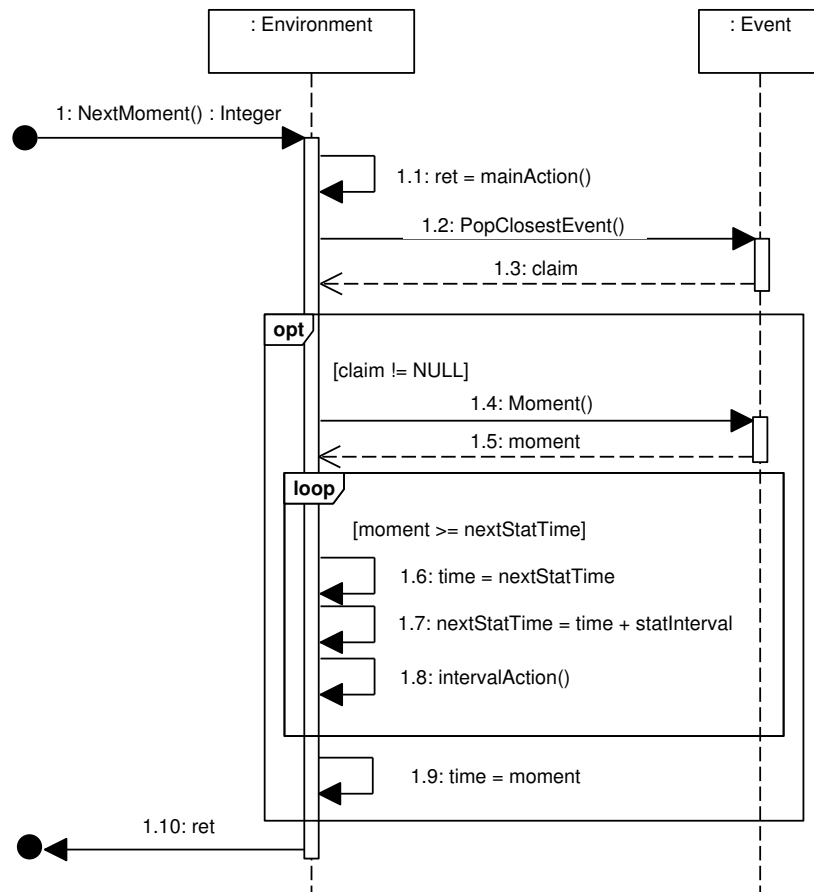 : Environment
: Event
1: NextMoment() : Integer
1.1: ret = mainAction()
1.2: PopClosestEvent()
1.3: claim
opt
[claim != NULL]
1.4: Moment()
1.5: moment
loop
[moment >= nextStatTime]
1.6: time = nextStatTime
1.7: nextStatTime = time + statInterval
1.8: intervalAction()
1.9: time = moment
1.10: ret